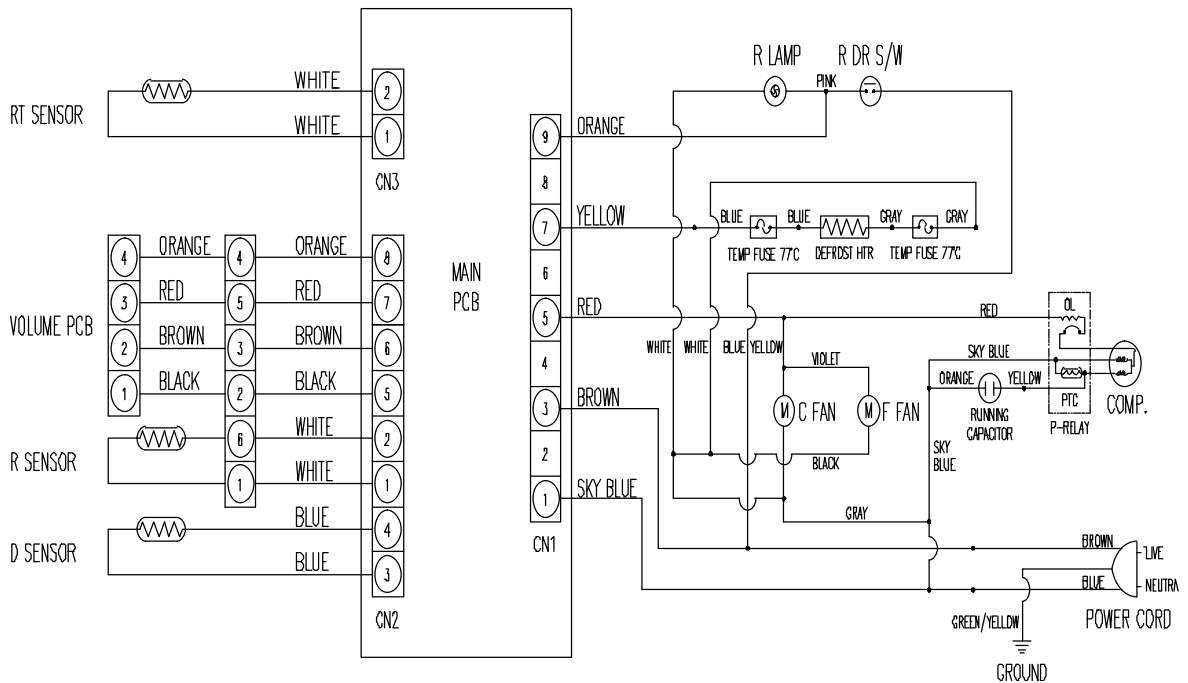 RT SENSOR
WHITE
2
WHITE
1
CN3
VOLUME PCB
4
ORANGE
4
ORANGE
8
3
RED
5
RED
7
2
BROWN
3
BROWN
6
1
BLACK
2
BLACK
5
R SENSOR
6
WHITE
2
1
WHITE
1
D SENSOR
BLUE
4
BLUE
3
CN2
MAIN
PCB
9
ORANGE
8
7
YELLOW
6
5
RED
4
3
BROWN
2
1
SKY BLUE
CN1
R LAMP
PINK
R DR S/W
BLUE
BLUE
GRAY
GRAY
TEMP FUSE 77°C
DEFROST HTR
TEMP FUSE 77°C
WHITE
WHITE
BLUE
YELLOW
VIOLET
C FAN
M
F FAN
BLACK
GRAY
RED
OL
SKY BLUE
ORANGE
YELLOW
RUNNING
CAPACITOR
PTC
P-RELAY
COMP.
SKY
BLUE
BROWN
LIVE
BLUE
NEUTRA
POWER CORD
GREEN/YELLOW
GROUND